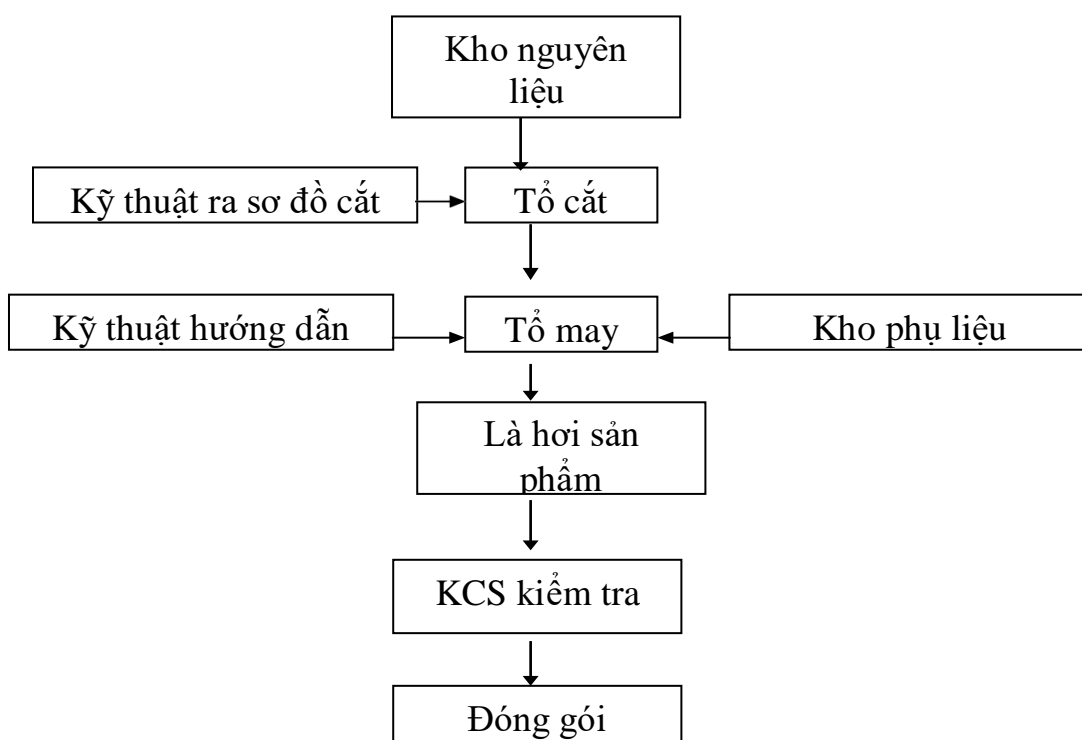 Kho nguyên
liệu
Kỹ thuật ra sơ đồ cắt
Tổ cắt
Kỹ thuật hướng dẫn
Tổ may
Kho phụ liệu
Là hơi sản
phẩm
KCS kiểm tra
Đóng gói